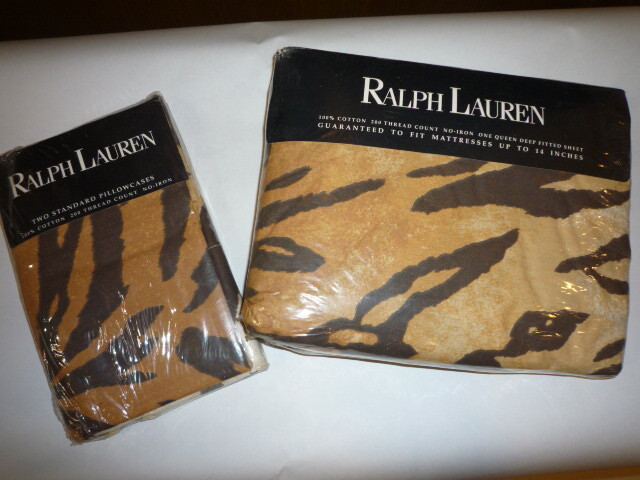 RALPH LAUREN
TWO STANDARD PILLOWCASES
100% COTTON 200 THREAD COUNT NO-IRON
RALPH LAUREN
100% COTTON 200 THREAD COUNT NO-IRON ONE QUEEN DEEP FITTED SHEET
GUARANTEED TO FIT MATTRESSES UP TO 14 INCHES